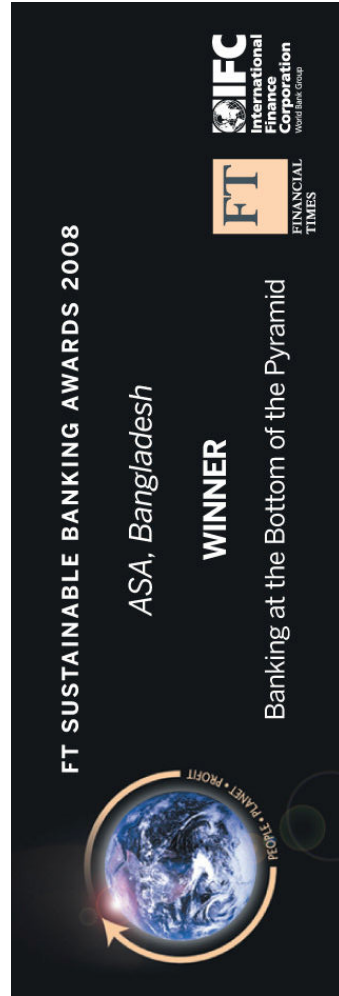 FT SUSTAINABLE BANKING AWARDS 2008
ASA, Bangladesh
WINNER
Banking at the Bottom of the Pyramid
PEOPLE • PLANET • PROFIT
FT
FINANCIAL
TIMES
IFC
International
Finance
Corporation
World Bank Group